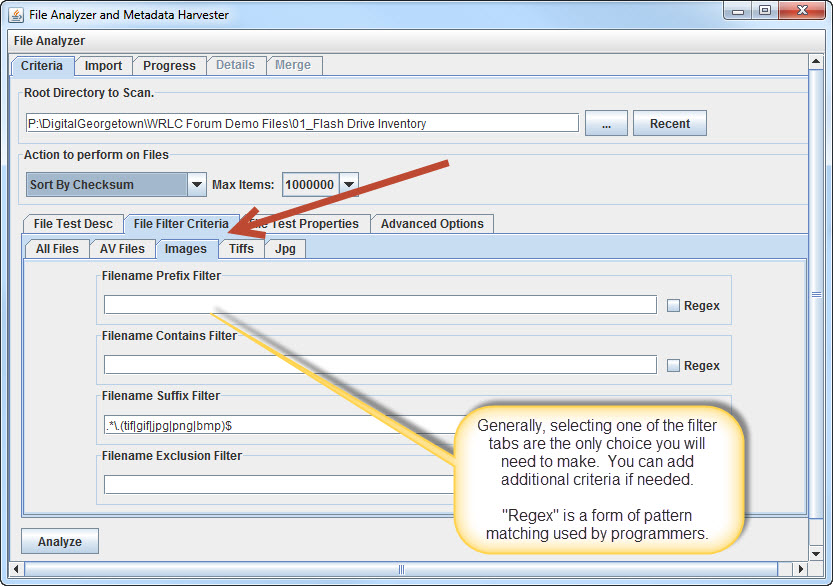 File Analyzer and Metadata Harvester
File Analyzer
Criteria Import Progress Details Merge
Root Directory to Scan.
P:\DigitalGeorgetown\WRLC Forum Demo Files\01_Flash Drive Inventory ... Recent
Action to perform on Files
Sort By Checksum Max Items: 1000000
File Test Desc File Filter Criteria Test Properties Advanced Options
All Files AV Files Images Tiffs Jpg
Filename Prefix Filter
Regex
Filename Contains Filter
Regex
Filename Suffix Filter
.*\.(tif|gif|jpg|png|bmp)$
Filename Exclusion Filter
Generally, selecting one of the filter
tabs are the only choice you will
need to make. You can add
additional criteria if needed.
"Regex" is a form of pattern
matching used by programmers.
Analyze